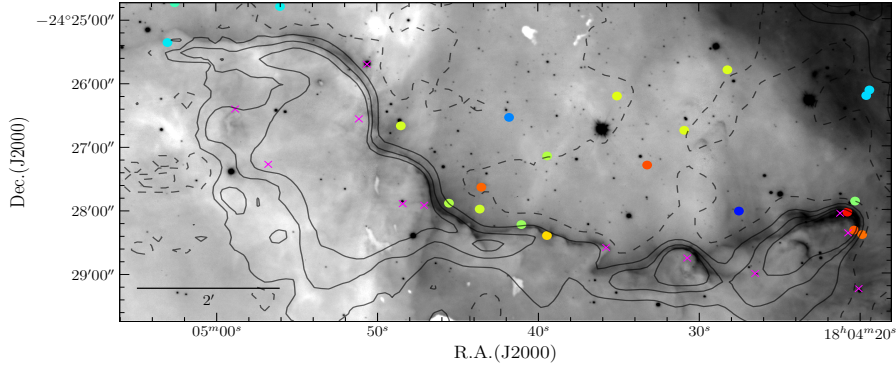 −24°25′00″
26′00″
27′00″
28′00″
29′00″
Dec.(J2000)
2′
05ᵐ00ˢ
50ˢ
40ˢ
30ˢ
18ʰ04ᵐ20ˢ
R.A.(J2000)